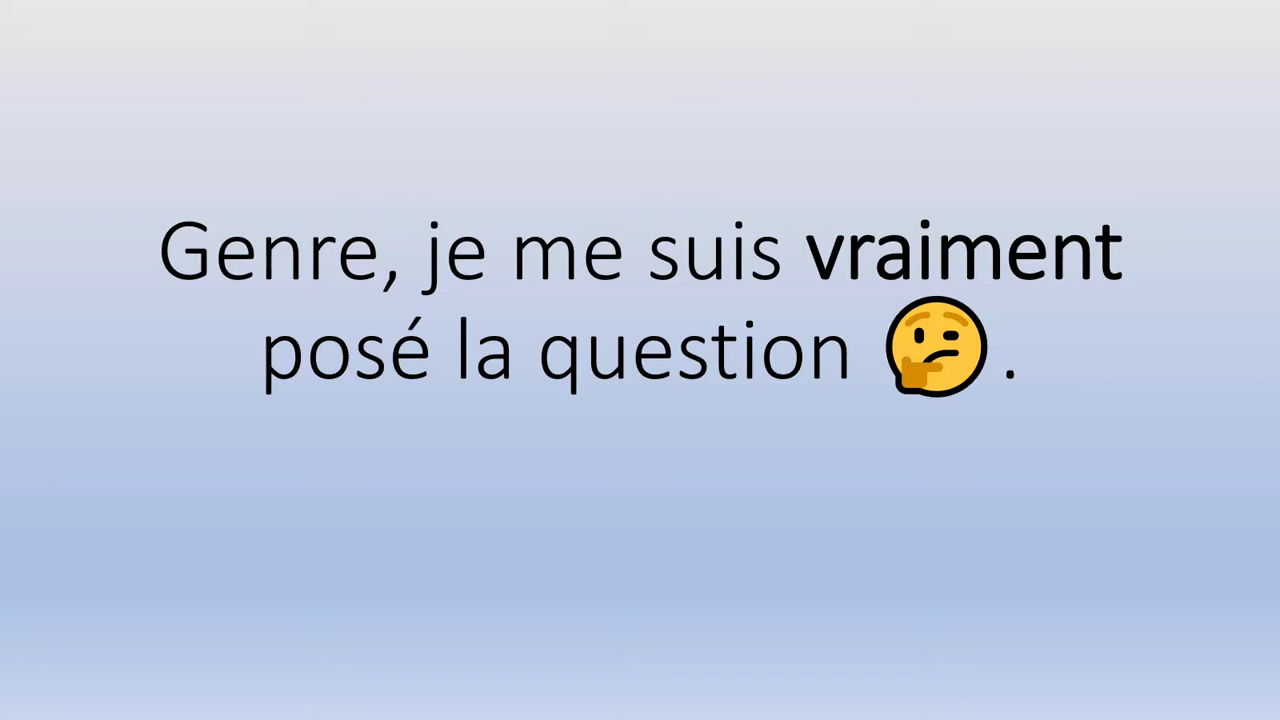 Genre, je me suis vraiment
posé la question 🤔.